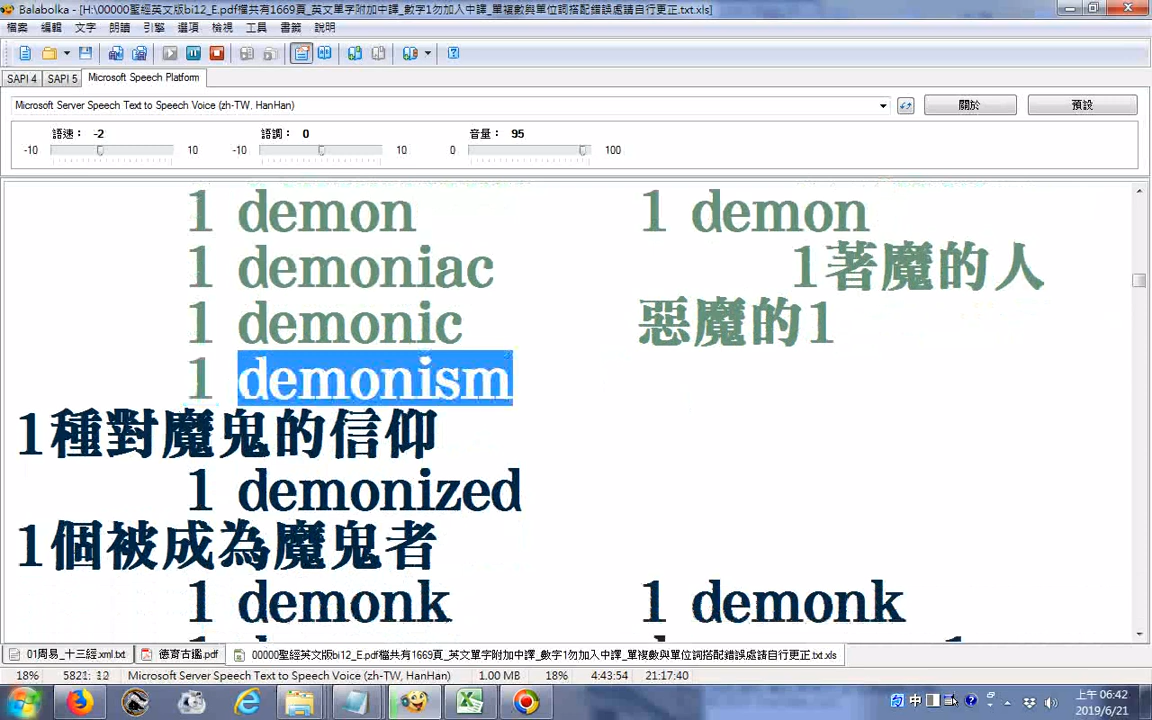 Balabolka - [H:\00000聖經英文版bi12_E.pdf檔共有1669頁_英文單字附加中譯_數字1勿加入中譯_單複數與單位詞搭配錯誤處請自行更正.txt.xls]
檔案 編輯 文字 朗讀 引擎 選項 檢視 工具 書籤 說明
SAPI 4 SAPI 5 Microsoft Speech Platform
Microsoft Server Speech Text to Speech Voice (zh-TW, HanHan) 關於 預設
語速： -2 語調： 0 音量： 95
-10 10 -10 10 0 100
1 demon 1 demon
1 demoniac 1著魔的人
1 demonic 惡魔的1
1 demonism
1種對魔鬼的信仰
1 demonized
1個被成為魔鬼者
1 demonk 1 demonk
01周易_十三經.xml.txt 德育古鑑.pdf 00000聖經英文版bi12_E.pdf檔共有1669頁_英文單字附加中譯_數字1勿加入中譯_單複數與單位詞搭配錯誤處請自行更正.txt.xls
18% 5821: 12 Microsoft Server Speech Text to Speech Voice (zh-TW, HanHan) 1.00 MB 18% 4:43:54 21:17:40
中 上午 06:42
2019/6/21